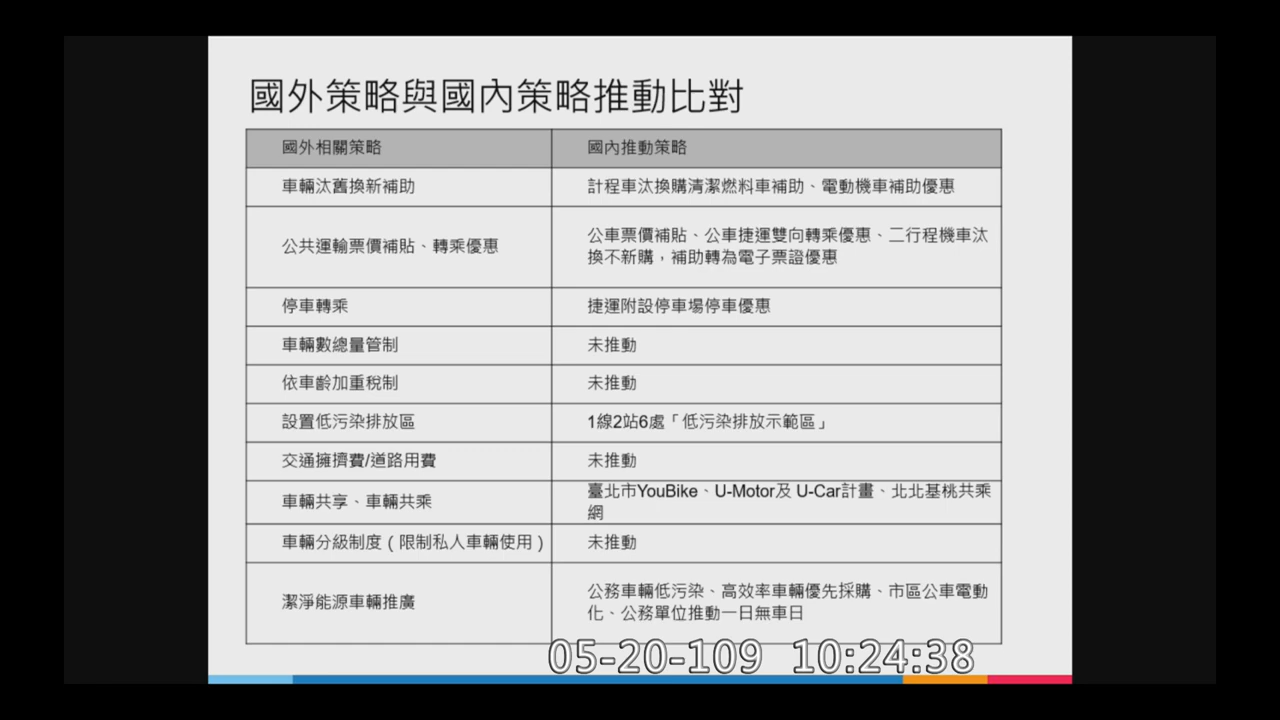 國外策略與國內策略推動比對
國外相關策略
國內推動策略
車輛汰舊換新補助
計程車汰換購清潔燃料車補助、電動機車補助優惠
公共運輸票價補貼、轉乘優惠
公車票價補貼、公車捷運雙向轉乘優惠、二行程機車汰
換不新購，補助轉為電子票證優惠
停車轉乘
捷運附設停車場停車優惠
車輛數總量管制
未推動
依車齡加重稅制
未推動
設置低污染排放區
1線2站6處「低污染排放示範區」
交通擁擠費/道路用費
未推動
車輛共享、車輛共乘
臺北市YouBike、U-Motor及 U-Car計畫、北北基桃共乘
網
車輛分級制度（限制私人車輛使用）
未推動
潔淨能源車輛推廣
公務車輛低污染、高效率車輛優先採購、市區公車電動
化、公務單位推動一日無車日
05-20-109 10:24:38